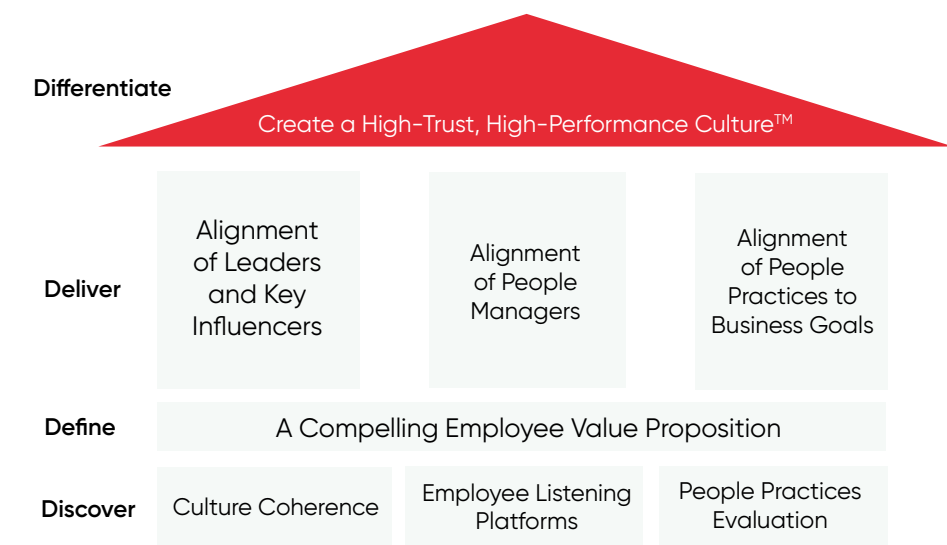 Differentiate
Create a High-Trust, High-Performance Culture™
Deliver
Alignment
of Leaders
and Key
Influencers
Alignment
of People
Managers
Alignment
of People
Practices to
Business Goals
Define
A Compelling Employee Value Proposition
Discover
Culture Coherence
Employee Listening
Platforms
People Practices
Evaluation